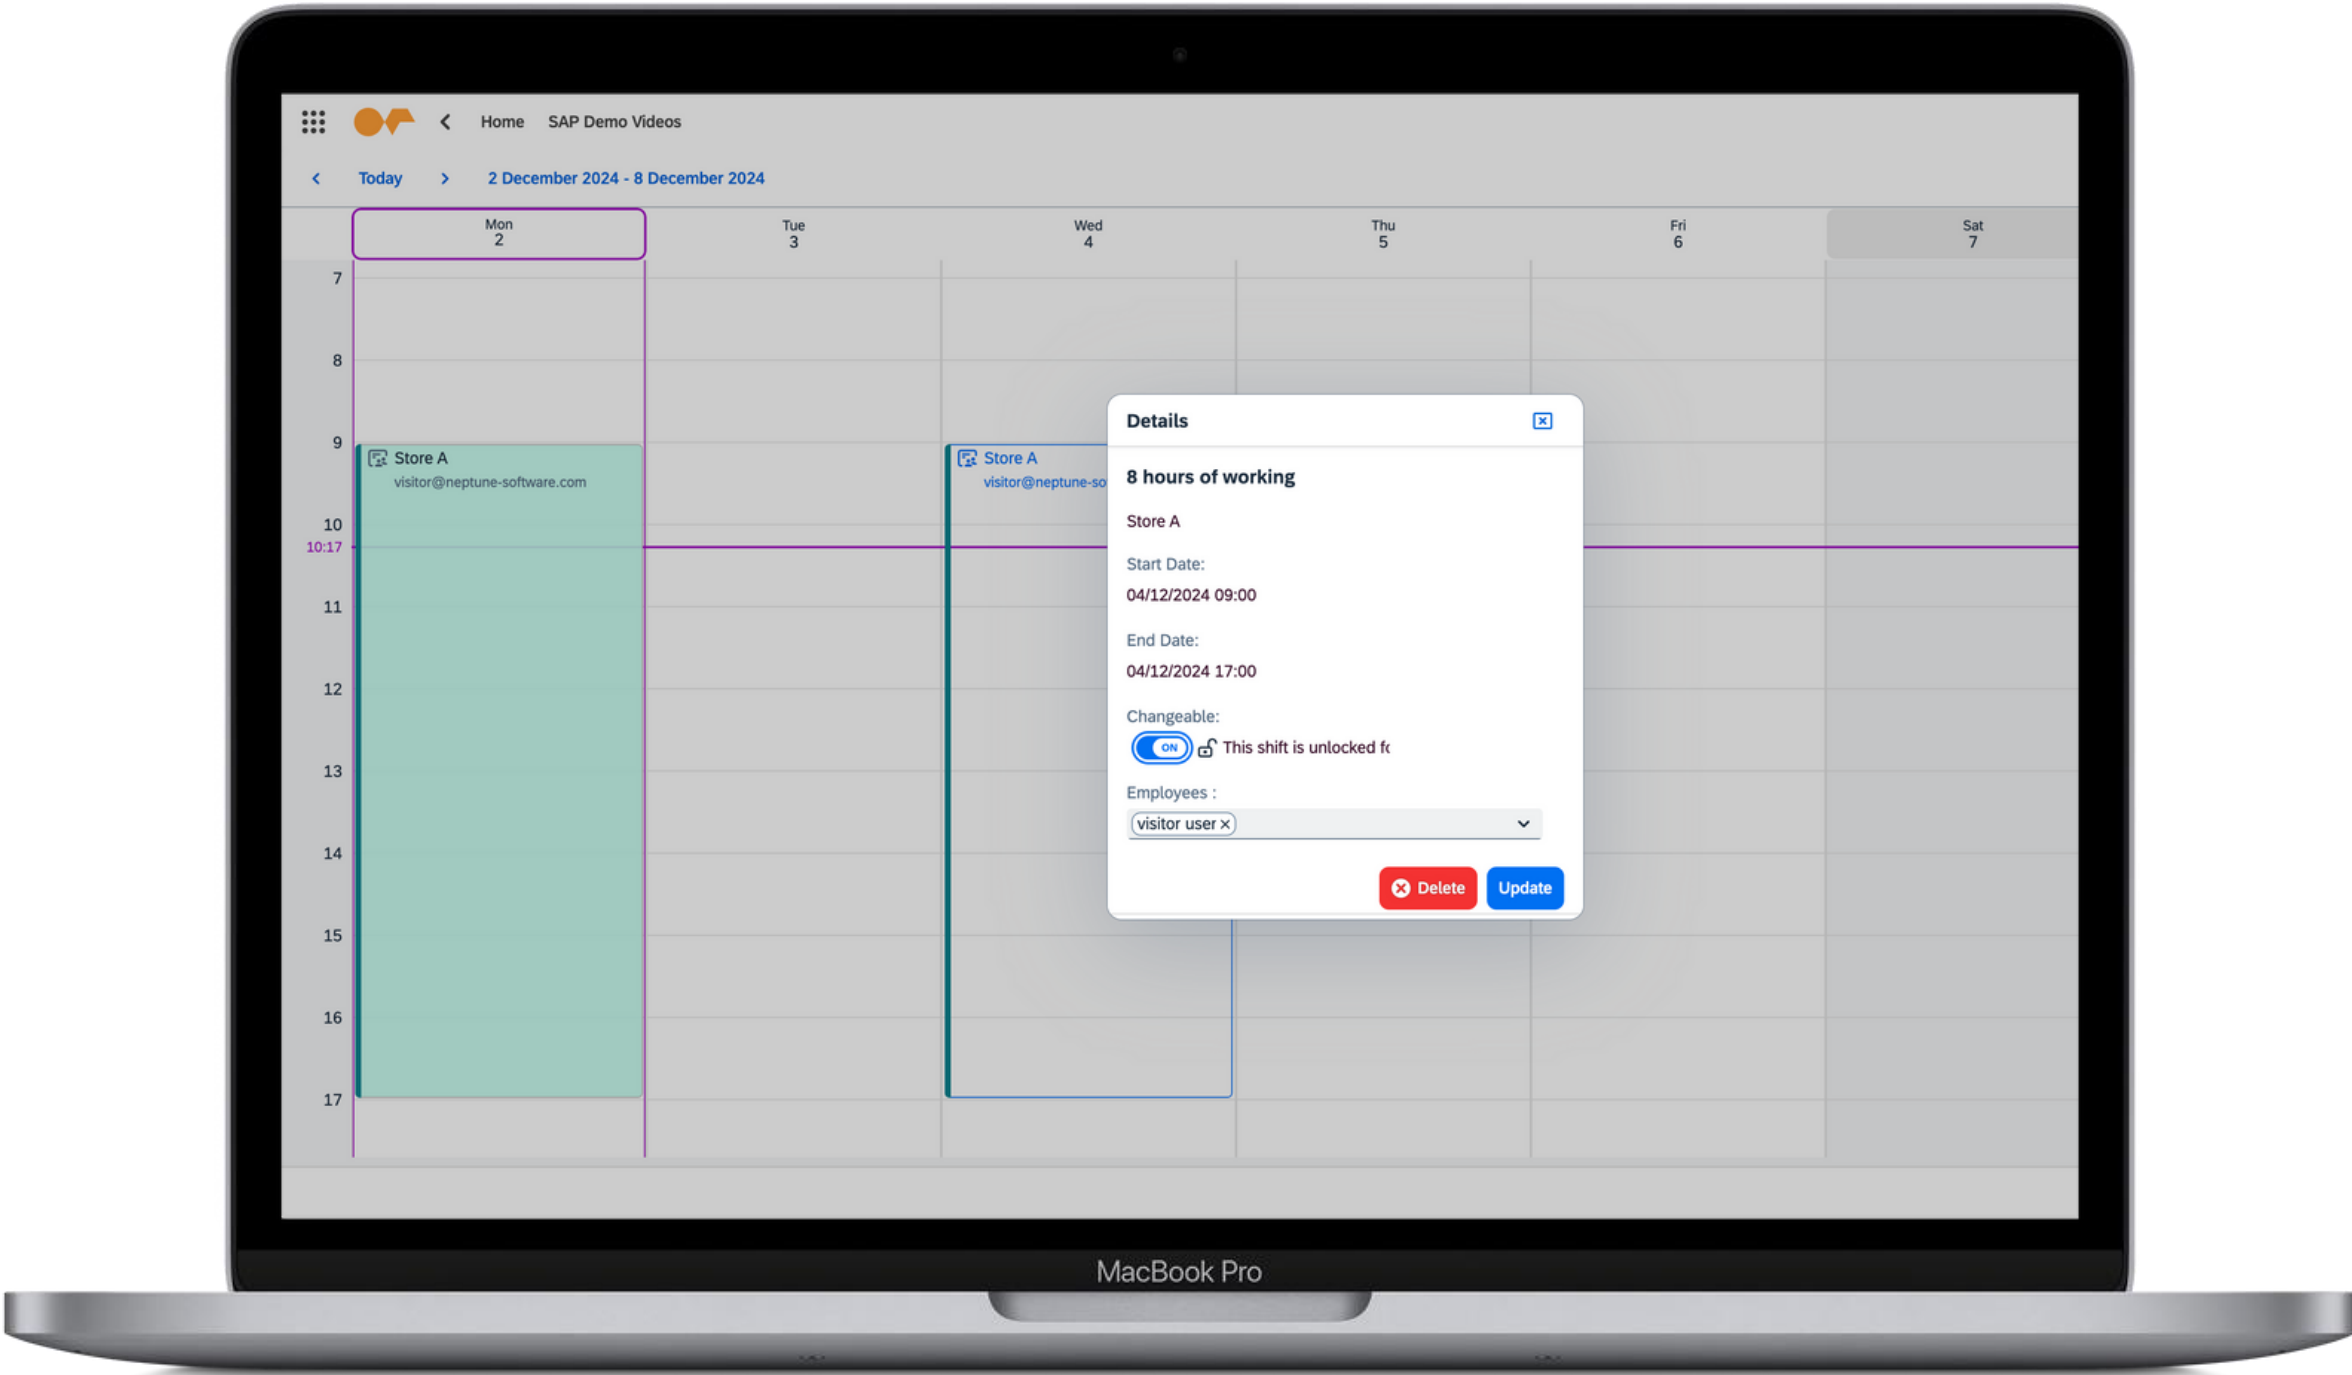 Home SAP Demo Videos
Today 2 December 2024 - 8 December 2024
Mon Tue Wed Thu Fri Sat
2 3 4 5 6 7
7
8
9
Store A
visitor@neptune-software.com
Store A
visitor@neptune-so
10
10:17
11
12
13
14
15
16
17
Details
8 hours of working
Store A
Start Date:
04/12/2024 09:00
End Date:
04/12/2024 17:00
Changeable:
ON This shift is unlocked
Employees :
visitor user
Delete Update
MacBook Pro